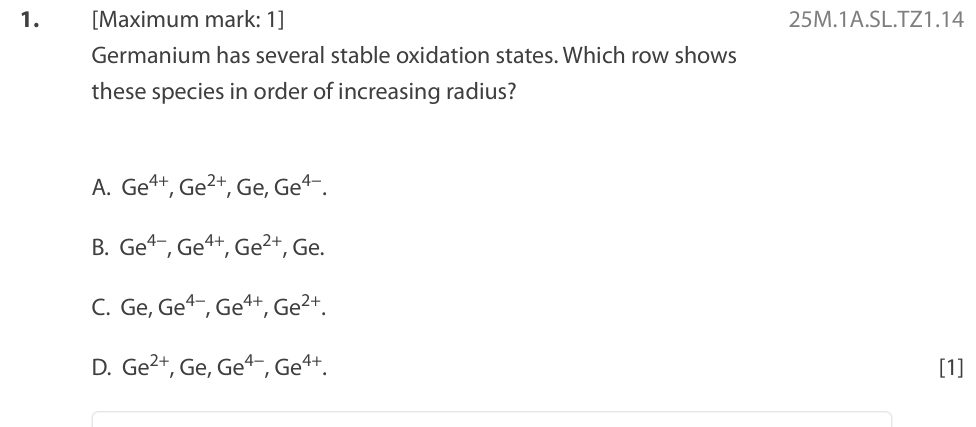 1. [Maximum mark: 1] 25M.1A.SL.TZ1.14
Germanium has several stable oxidation states. Which row shows
these species in order of increasing radius?
A. Ge⁴⁺, Ge²⁺, Ge, Ge⁴⁻.
B. Ge⁴⁻, Ge⁴⁺, Ge²⁺, Ge.
C. Ge, Ge⁴⁻, Ge⁴⁺, Ge²⁺.
D. Ge²⁺, Ge, Ge⁴⁻, Ge⁴⁺. [1]